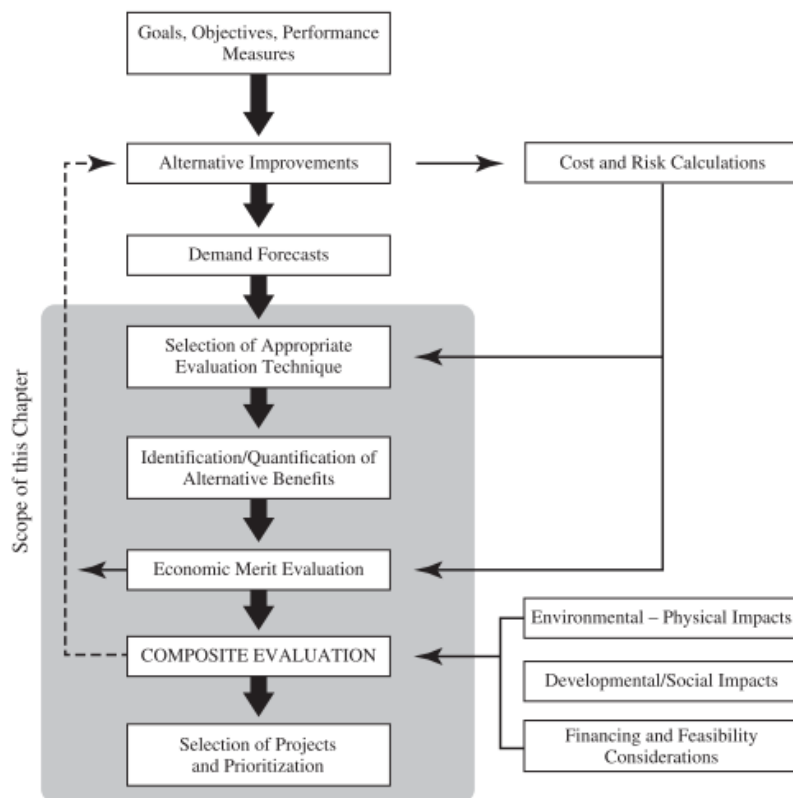 Goals, Objectives, Performance
Measures
Alternative Improvements
Cost and Risk Calculations
Demand Forecasts
Selection of Appropriate
Evaluation Technique
Scope of this Chapter
Identification/Quantification of
Alternative Benefits
Economic Merit Evaluation
Environmental – Physical Impacts
COMPOSITE EVALUATION
Developmental/Social Impacts
Selection of Projects
and Prioritization
Financing and Feasibility
Considerations